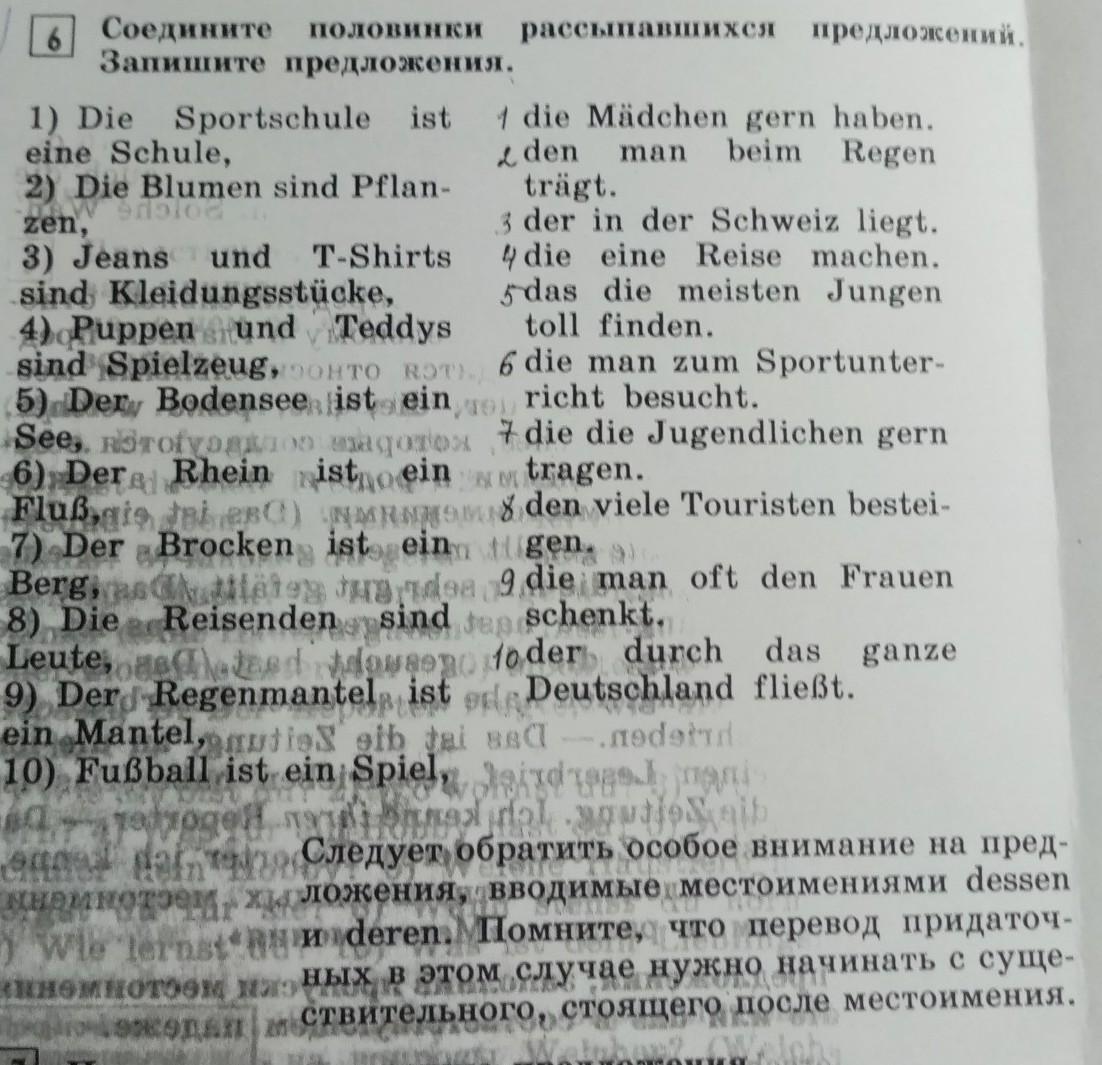 6 Соедините половинки рассыпавшихся предложений.
Запишите предложения.
1) Die Sportschule ist
eine Schule,
2) Die Blumen sind Pflan-
zen,
3) Jeans und T-Shirts
sind Kleidungsstücke,
4) Puppen und Teddys
sind Spielzeug,
5) Der Bodensee ist ein
See,
6) Der Rhein ist ein
Fluß,
7) Der Brocken ist ein
Berg,
8) Die Reisenden sind
Leute,
9) Der Regenmantel ist
ein Mantel,
10) Fußball ist ein Spiel,
1 die Mädchen gern haben.
2 den man beim Regen
trägt.
3 der in der Schweiz liegt.
4 die eine Reise machen.
5 das die meisten Jungen
toll finden.
6 die man zum Sportunter-
richt besucht.
7 die die Jugendlichen gern
tragen.
8 den viele Touristen bestei-
gen.
9 die man oft den Frauen
schenkt.
10 der durch das ganze
Deutschland fließt.
Следует обратить особое внимание на пред-
ложения, вводимые местоимениями dessen
и deren. Помните, что перевод придаточ-
ных в этом случае нужно начинать с суще-
ствительного, стоящего после местоимения.